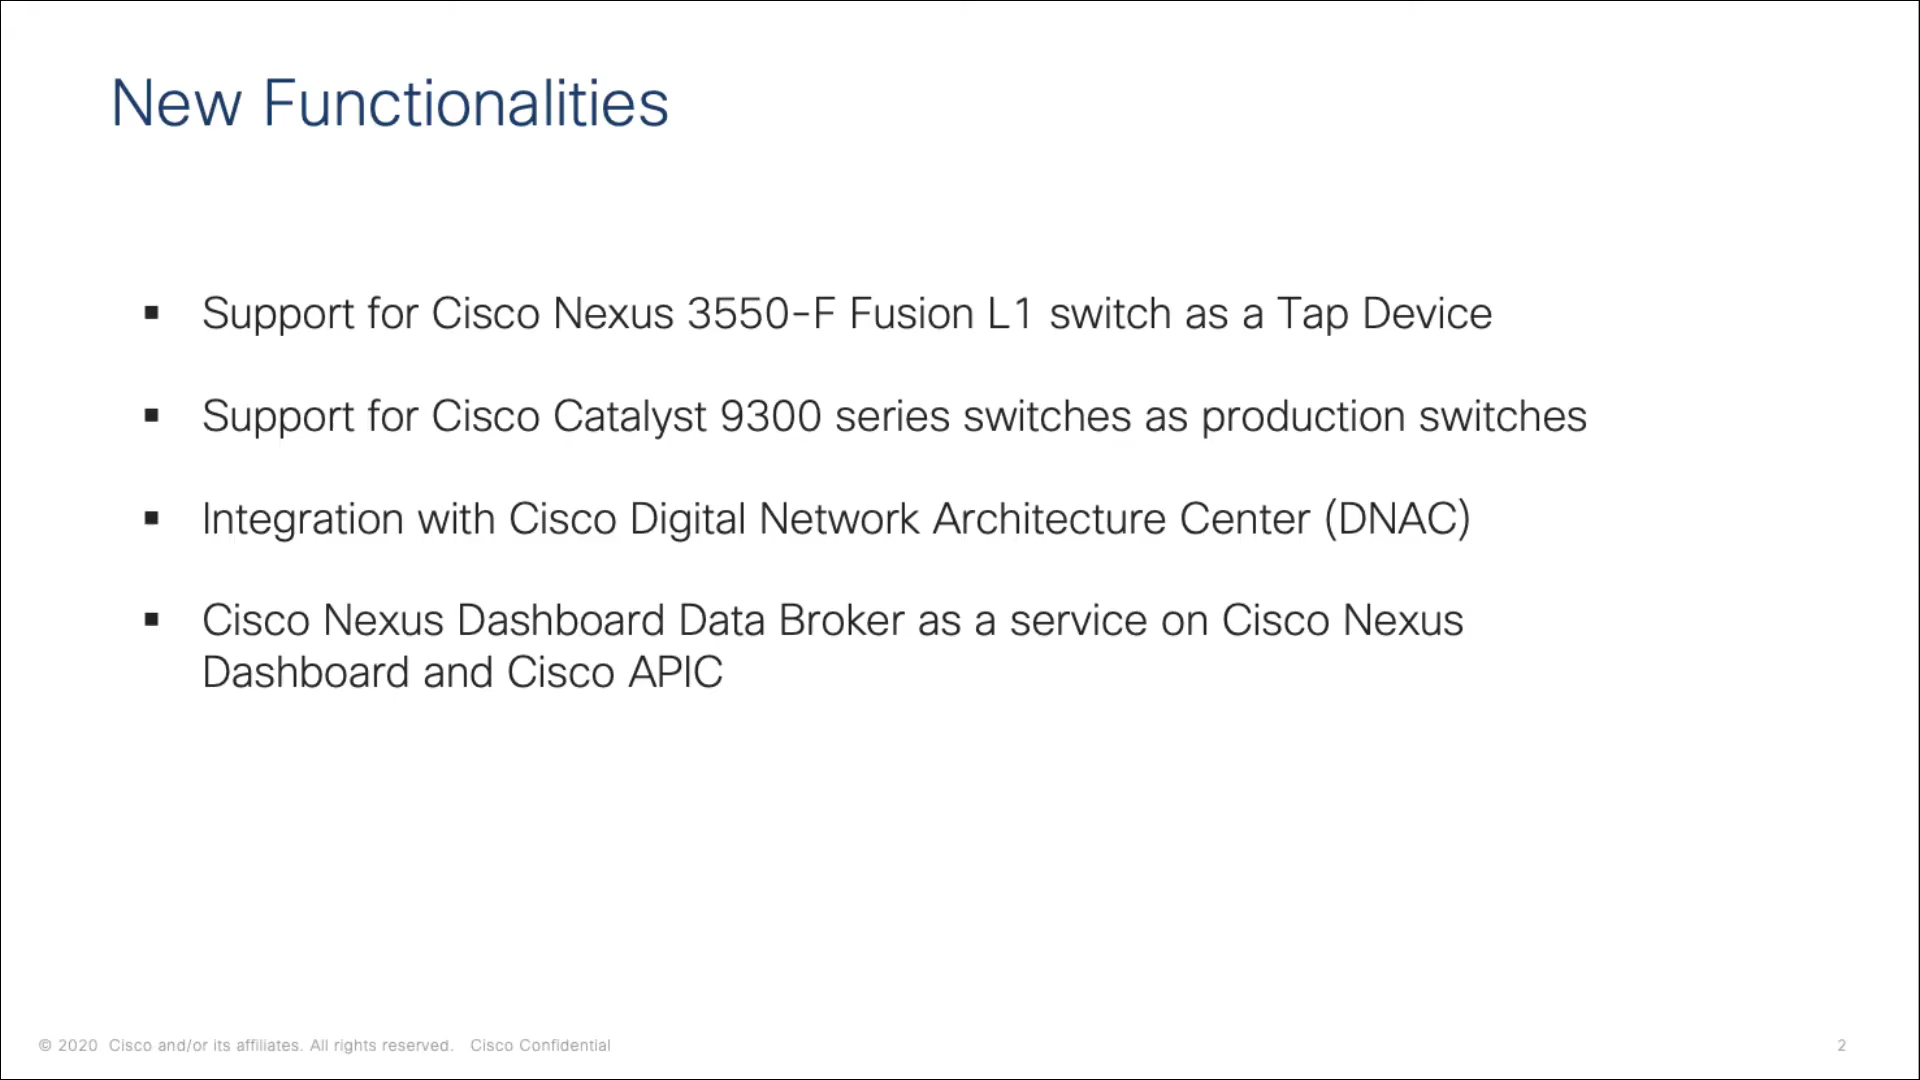 New Functionalities
▪ Support for Cisco Nexus 3550-F Fusion L1 switch as a Tap Device
▪ Support for Cisco Catalyst 9300 series switches as production switches
▪ Integration with Cisco Digital Network Architecture Center (DNAC)
▪ Cisco Nexus Dashboard Data Broker as a service on Cisco Nexus
Dashboard and Cisco APIC
© 2020 Cisco and/or its affiliates. All rights reserved. Cisco Confidential
2